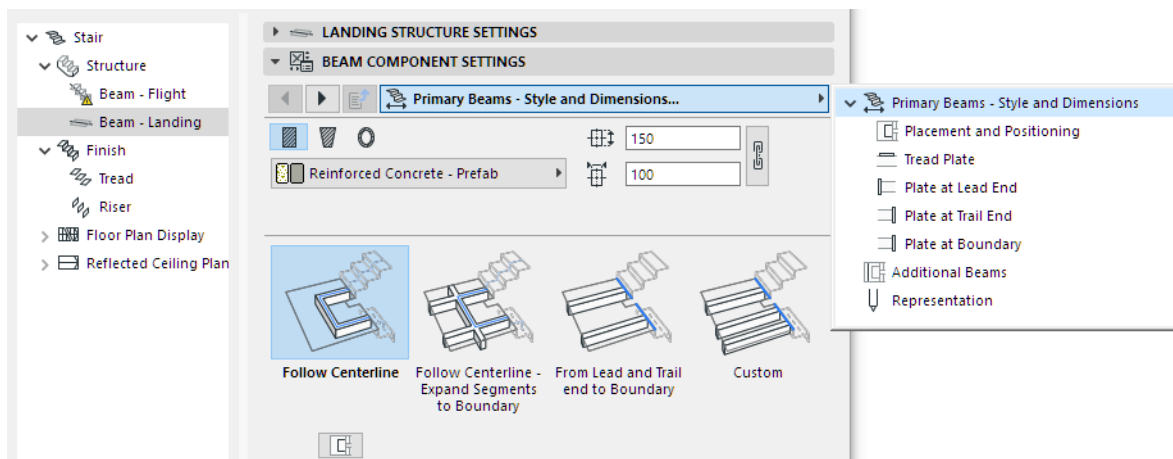 Stair
Structure
Beam - Flight
Beam - Landing
Finish
Tread
Riser
Floor Plan Display
Reflected Ceiling Plan
LANDING STRUCTURE SETTINGS
BEAM COMPONENT SETTINGS
Primary Beams - Style and Dimensions...
150
Reinforced Concrete - Prefab
100
Follow Centerline
Follow Centerline -
Expand Segments
to Boundary
From Lead and Trail
end to Boundary
Custom
Primary Beams - Style and Dimensions
Placement and Positioning
Tread Plate
Plate at Lead End
Plate at Trail End
Plate at Boundary
Additional Beams
Representation